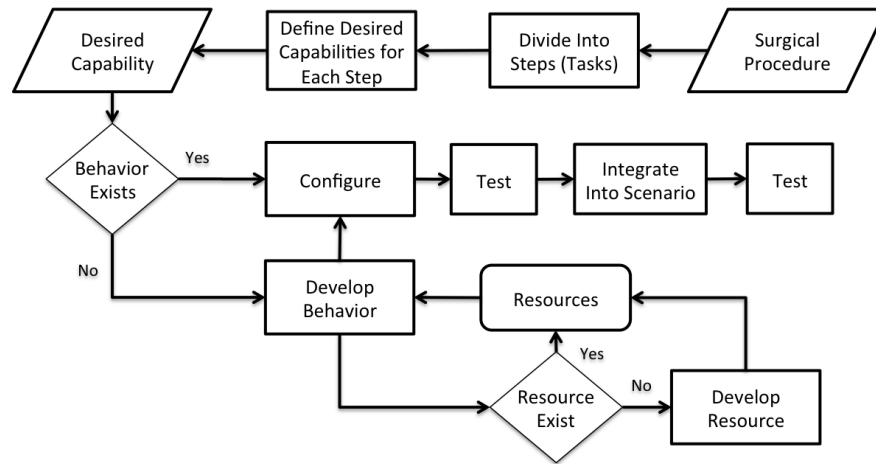 Desired
Capability
Define Desired
Capabilities for
Each Step
Divide Into
Steps (Tasks)
Surgical
Procedure
Behavior
Exists
Yes
Configure
Test
Integrate
Into Scenario
Test
No
Develop
Behavior
Resources
Yes
Resource
Exist
No
Develop
Resource